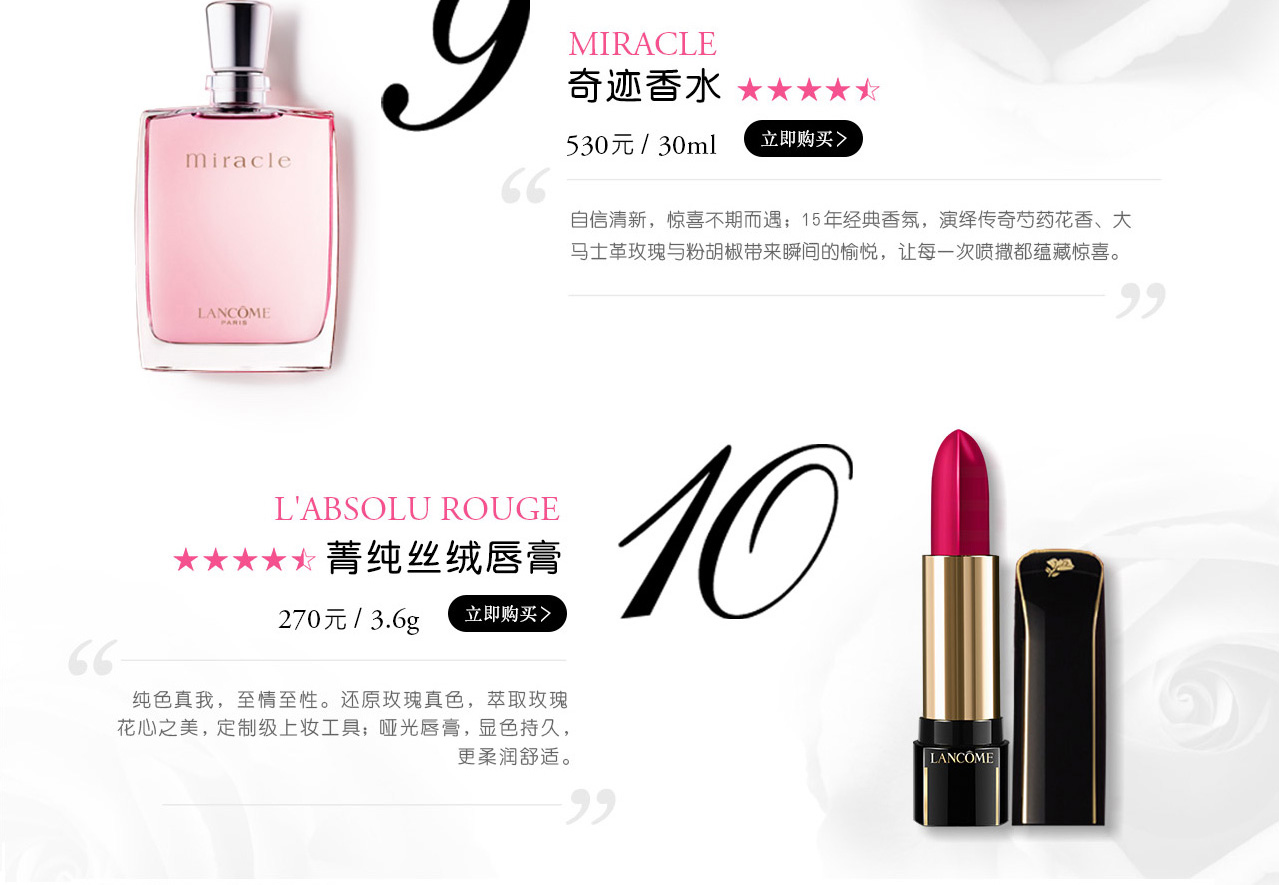 9
MIRACLE
奇迹香水 ★★★★⯪
530元 / 30ml 立即购买>
“
自信清新，惊喜不期而遇；15年经典香氛，演绎传奇芍药花香、大
马士革玫瑰与粉胡椒带来瞬间的愉悦，让每一次喷撒都蕴藏惊喜。
”
miracle
LANCÔME
PARIS
10
L'ABSOLU ROUGE
★★★★⯪ 菁纯丝绒唇膏
270元 / 3.6g 立即购买>
“
纯色真我，至情至性。还原玫瑰真色，萃取玫瑰
花心之美，定制级上妆工具；哑光唇膏，显色持久，
更柔润舒适。
”
LANCÔME